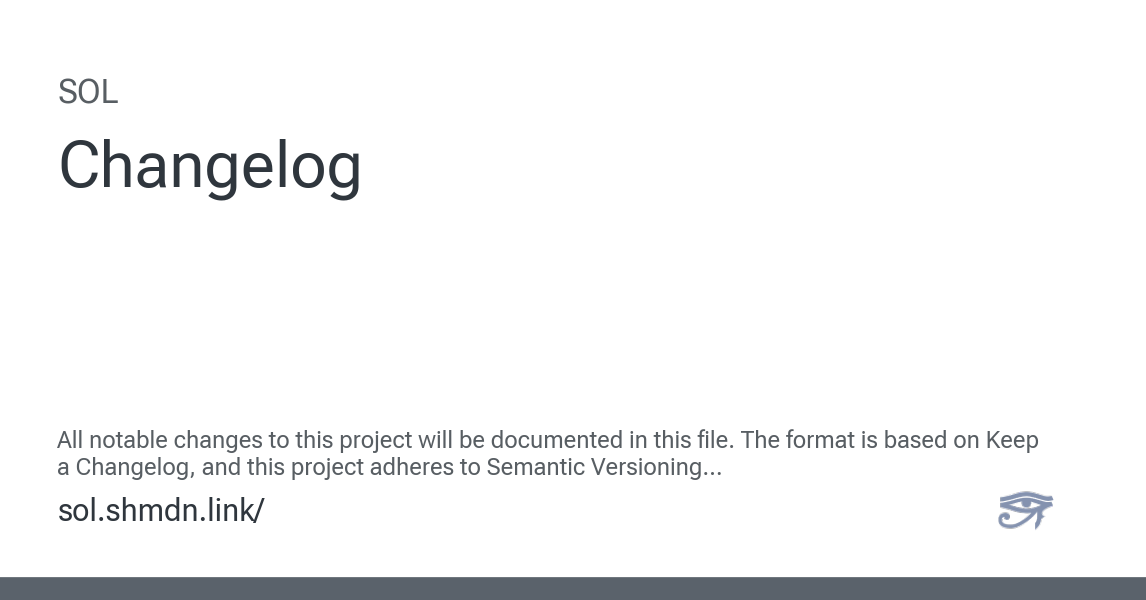 SOL
Changelog
All notable changes to this project will be documented in this file. The format is based on Keep
a Changelog, and this project adheres to Semantic Versioning...
sol.shmdn.link/